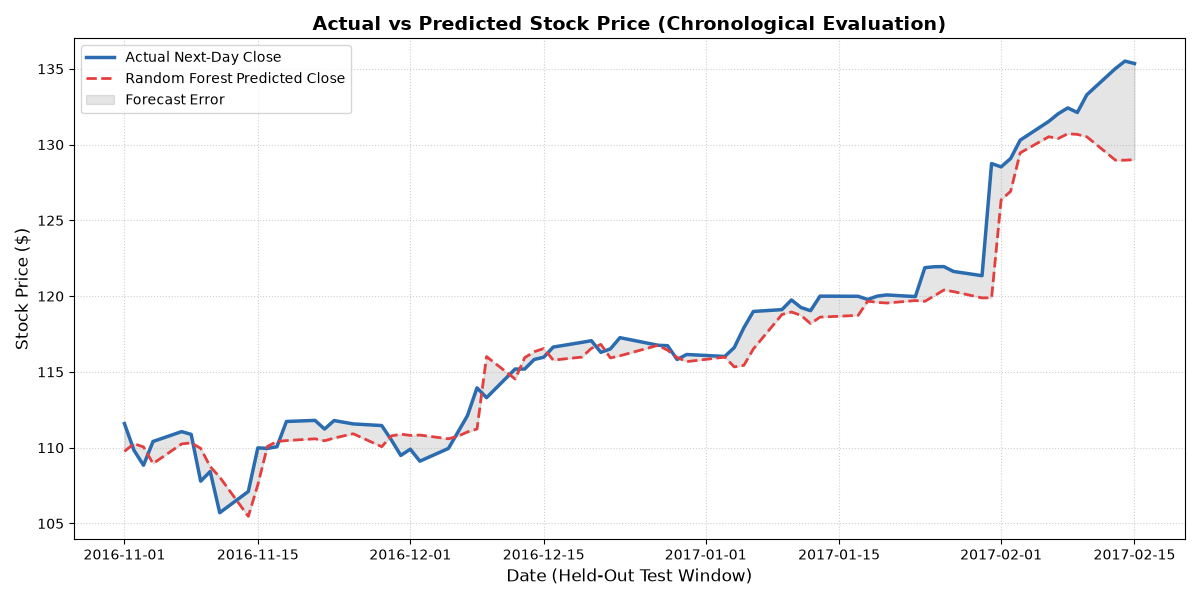 Actual vs Predicted Stock Price (Chronological Evaluation)
Actual Next-Day Close
Random Forest Predicted Close
Forecast Error
Stock Price ($)
135
130
125
120
115
110
105
2016-11-01 2016-11-15 2016-12-01 2016-12-15 2017-01-01 2017-01-15 2017-02-01 2017-02-15
Date (Held-Out Test Window)